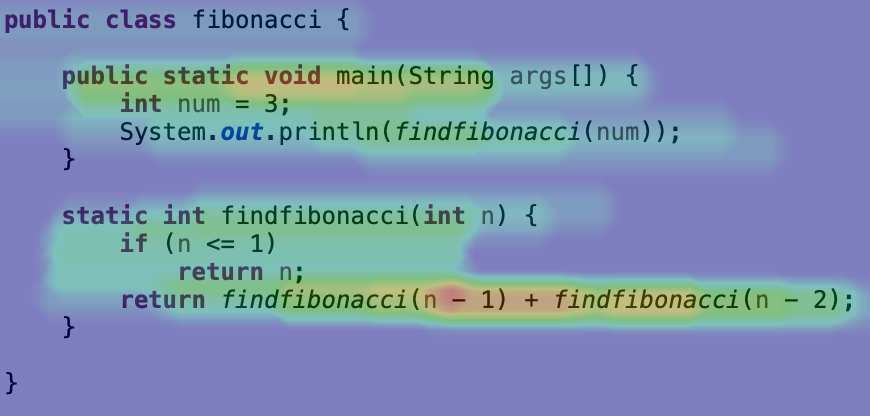 public class fibonacci {
public static void main(String args[]) {
int num = 3;
System.out.println(findfibonacci(num));
}
static int findfibonacci(int n) {
if (n <= 1)
return n;
return findfibonacci(n - 1) + findfibonacci(n - 2);
}
}